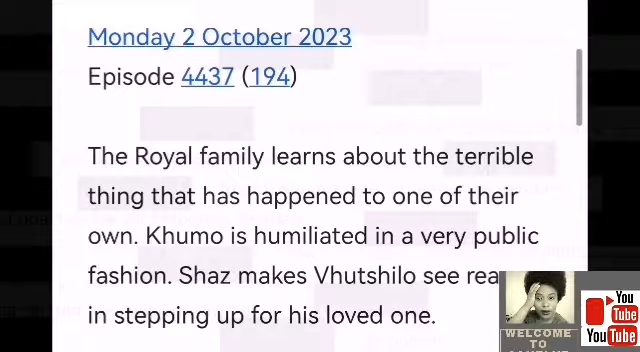 Monday 2 October 2023
Episode 4437 (194)
The Royal family learns about the terrible
thing that has happened to one of their
own. Khumo is humiliated in a very public
fashion. Shaz makes Vhutshilo see
in stepping up for his loved one.
You
Tube
YouTube
WELCOME
TO